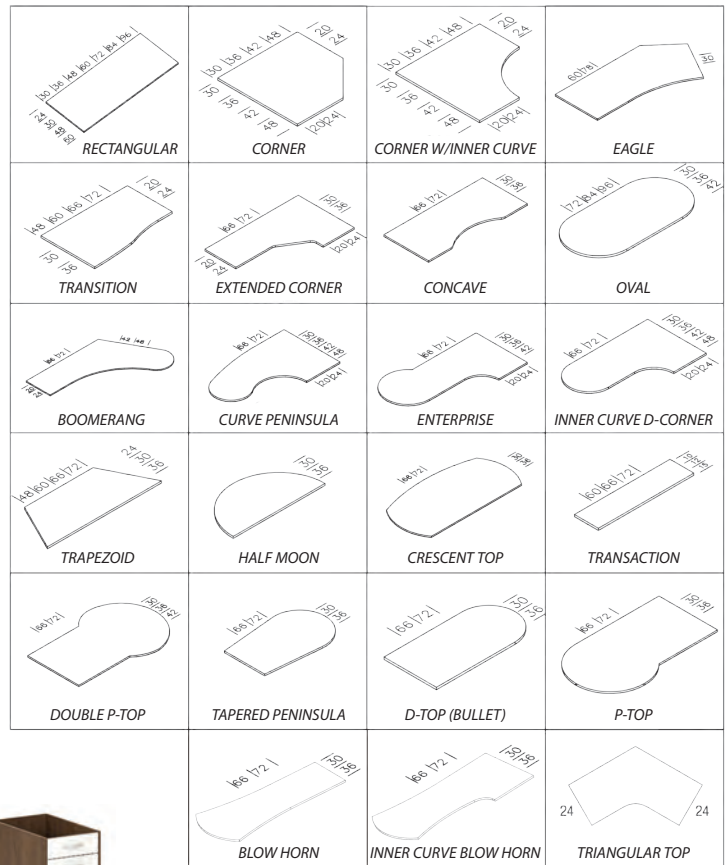 30 36 48 60 72 84 96
24 30 48 60
RECTANGULAR
30 36 42 48
20 24
30 36 42 48
20 24
CORNER
30 36 42 48
20 24
30 36 42 48
20 24
CORNER W/INNER CURVE
60 78
30
EAGLE
48 60 66 72
20 24
30 36
TRANSITION
66 72
30 36
20 24
20 24
EXTENDED CORNER
66 72
30 36
CONCAVE
72 84 96
30 36 42
OVAL
66 72
42 48
BOOMERANG
66 72
30 36 42 48
20 24
CURVE PENINSULA
66 72
30 36 42
20 24
ENTERPRISE
66 72
30 36 42 48
20 24
INNER CURVE D-CORNER
48 60 66 72
24 30 36
TRAPEZOID
30 36
HALF MOON
66 72
30 36
CRESCENT TOP
60 66 72
TRANSACTION
66 72
30 36 42
DOUBLE P-TOP
66 72
30 36
TAPERED PENINSULA
66 72
30 36
D-TOP (BULLET)
66 72
30 36
P-TOP
66 72
30 36
BLOW HORN
66 72
30 36
INNER CURVE BLOW HORN
24
24
TRIANGULAR TOP